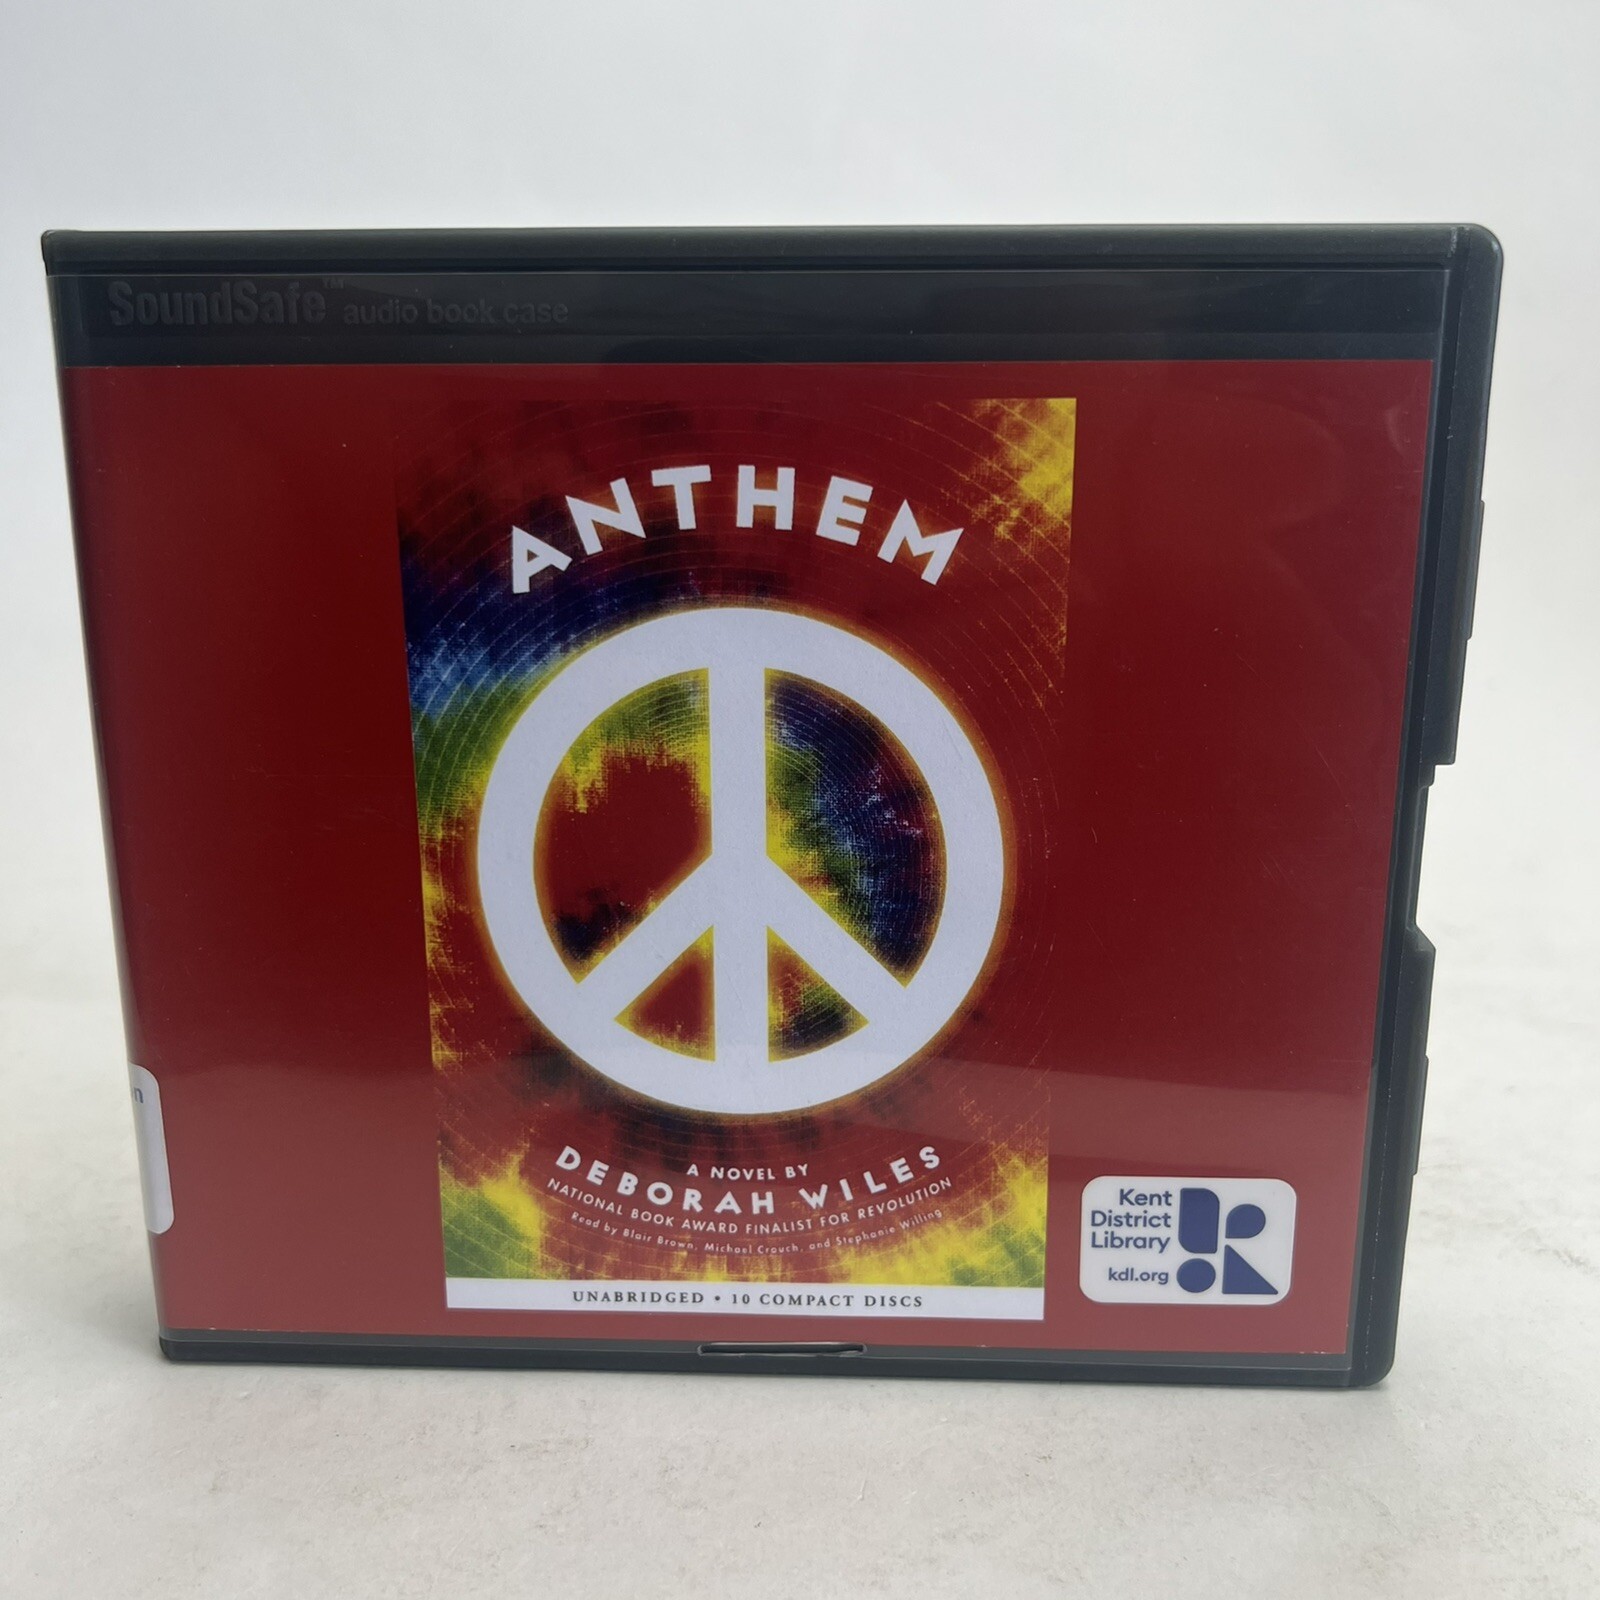 SoundSafe™ audio book case
ANTHEM
A NOVEL BY
DEBORAH WILES
NATIONAL BOOK AWARD FINALIST FOR REVOLUTION
Read by Blair Brown, Michael Crouch, and Stephanie Willing
UNABRIDGED • 10 COMPACT DISCS
Kent
District
Library
kdl.org
n